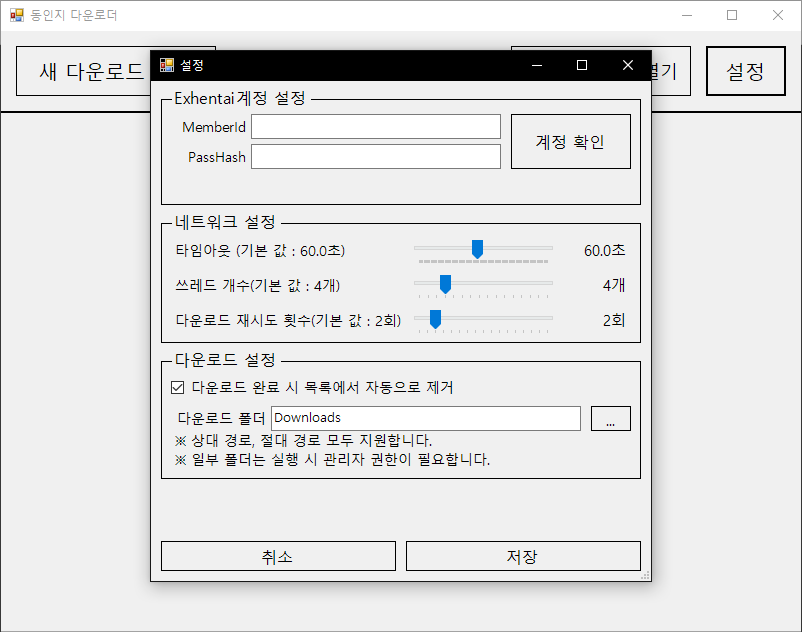 동인지 다운로더
새 다운로드
설정
설정
Exhentai계정 설정
MemberId
계정 확인
PassHash
네트워크 설정
타임아웃 (기본 값 : 60.0초) 60.0초
쓰레드 개수(기본 값 : 4개) 4개
다운로드 재시도 횟수(기본 값 : 2회) 2회
다운로드 설정
다운로드 완료 시 목록에서 자동으로 제거
다운로드 폴더 Downloads ...
※ 상대 경로, 절대 경로 모두 지원합니다.
※ 일부 폴더는 실행 시 관리자 권한이 필요합니다.
취소 저장